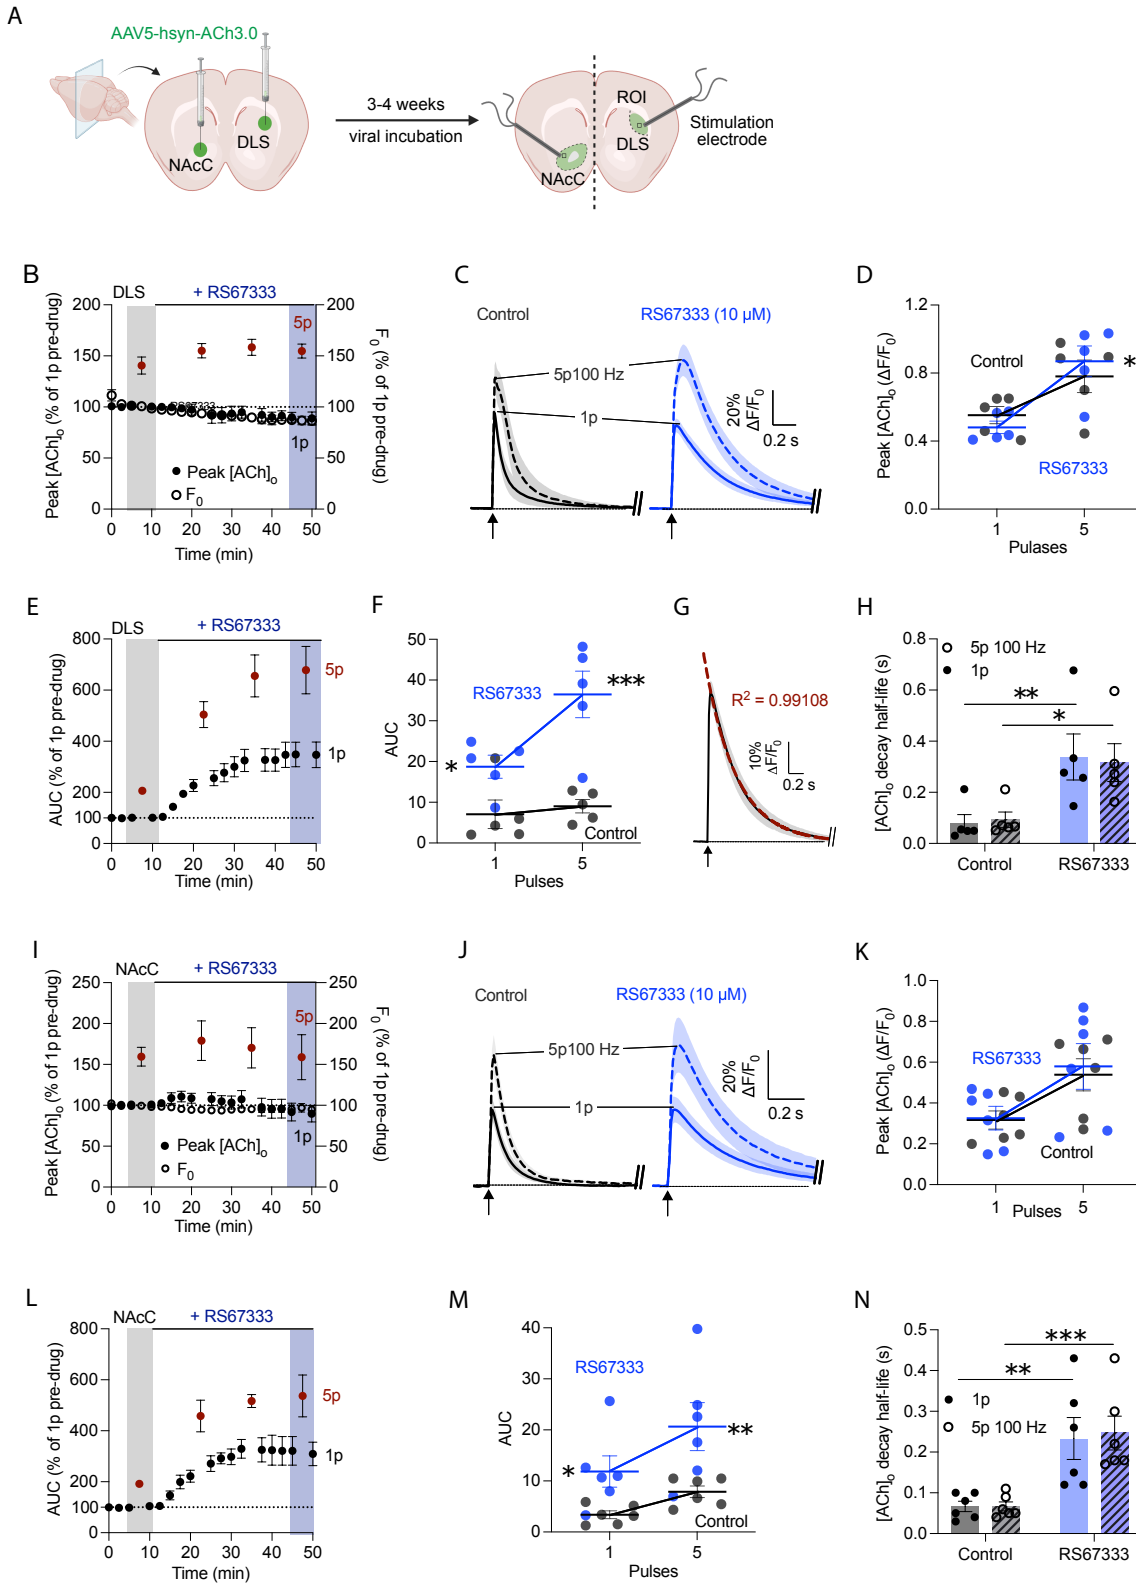 A
AAV5-hsyn-ACh3.0
NAcC
DLS
3-4 weeks
viral incubation
ROI
DLS
NAcC
Stimulation
electrode
B
DLS
+ RS67333
Peak [ACh]o (% of 1p pre-drug)
F0 (% of 1p pre-drug)
200
150
100
50
0
200
150
100
50
0
5p
RS67333
1p
Peak [ACh]o
F0
0 10 20 30 40 50
Time (min)
C
Control
RS67333 (10 µM)
5p100 Hz
1p
20%
ΔF/F0
0.2 s
D
Peak [ACh]o (ΔF/F0)
1.2
0.8
0.4
0.0
Control
*
RS67333
1 5
Pulases
E
DLS
+ RS67333
AUC (% of 1p pre-drug)
800
600
400
200
100
0
5p
1p
0 10 20 30 40 50
Time (min)
F
AUC
50
40
30
20
10
0
RS67333
***
*
Control
1 5
Pulses
G
R² = 0.99108
10%
ΔF/F0
0.2 s
H
[ACh]o decay half-life (s)
0.8
0.6
0.4
0.2
0.0
5p 100 Hz
1p
**
*
Control RS67333
I
NAcC
+ RS67333
Peak [ACh]o (% of 1p pre-drug)
F0 (% of 1p pre-drug)
250
200
150
100
50
0
250
200
150
100
50
0
5p
1p
Peak [ACh]o
F0
0 10 20 30 40 50
Time (min)
J
Control
RS67333 (10 µM)
5p100 Hz
1p
20%
ΔF/F0
0.2 s
K
Peak [ACh]o (ΔF/F0)
1.0
0.8
0.6
0.4
0.2
0.0
RS67333
Control
1 5
Pulses
L
NAcC
+ RS67333
AUC (% of 1p pre-drug)
800
600
400
200
100
0
5p
1p
0 10 20 30 40 50
Time (min)
M
AUC
40
30
20
10
0
RS67333
**
*
Control
1 5
Pulses
N
[ACh]o decay half-life (s)
0.5
0.4
0.3
0.2
0.1
0.0
***
**
1p
5p 100 Hz
Control RS67333